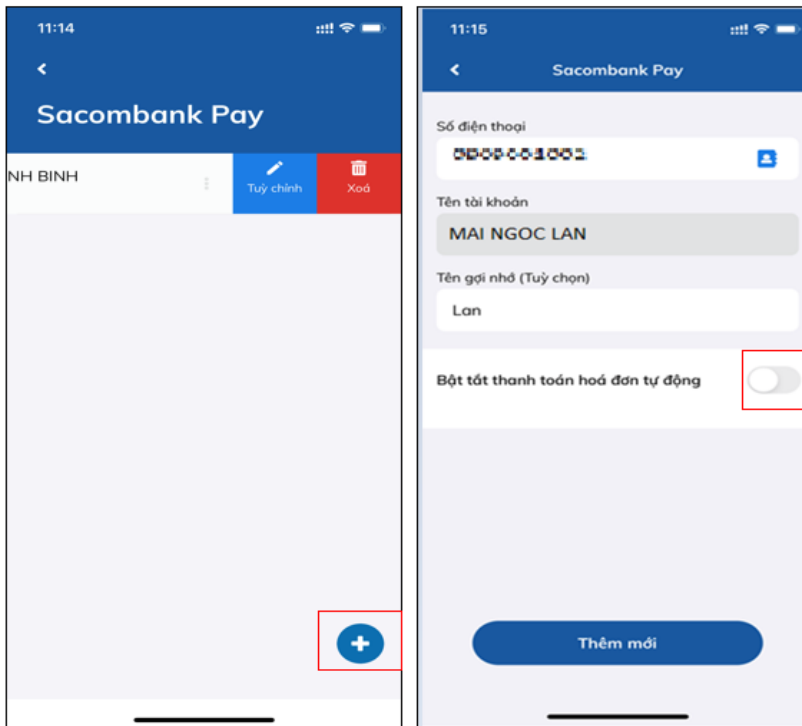 11:14
Sacombank Pay
NH BINH
Tuỳ chỉnh
Xoá
11:15
Sacombank Pay
Số điện thoại
Tên tài khoản
MAI NGOC LAN
Tên gợi nhớ (Tuỳ chọn)
Lan
Bật tắt thanh toán hoá đơn tự động
Thêm mới